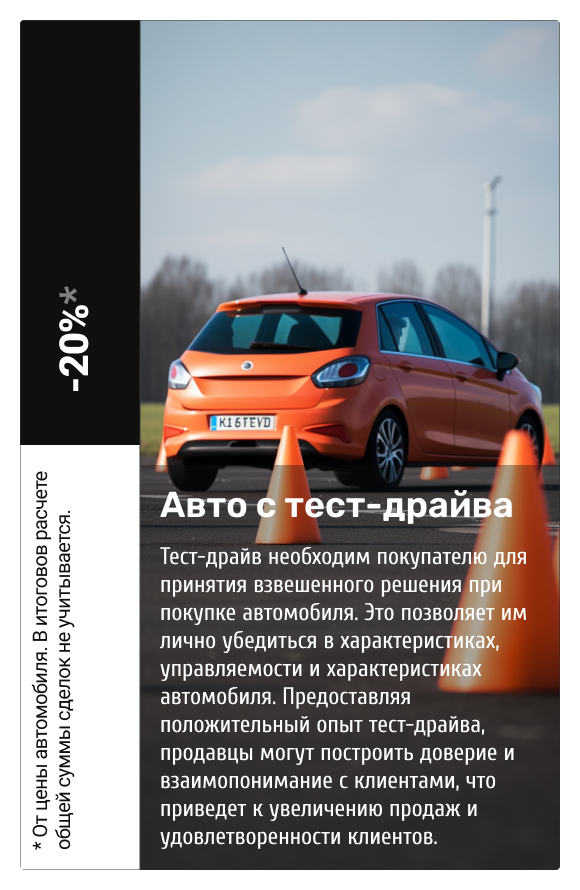 -20%*
* От цены автомобиля. В итоговов расчете
общей суммы сделок не учитывается.
K16TEVD
Авто с тест-драйва
Тест-драйв необходим покупателю для
принятия взвешенного решения при
покупке автомобиля. Это позволяет им
лично убедиться в характеристиках,
управляемости и характеристиках
автомобиля. Предоставляя
положительный опыт тест-драйва,
продавцы могут построить доверие и
взаимопонимание с клиентами, что
приведет к увеличению продаж и
удовлетворенности клиентов.